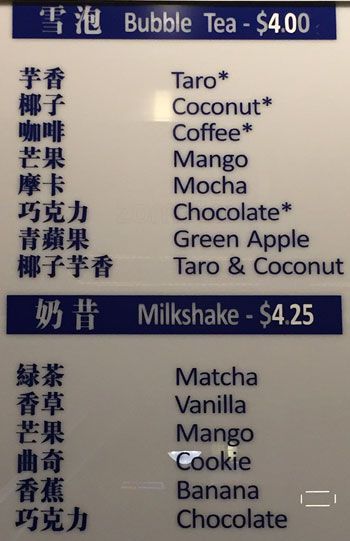 雪泡 Bubble Tea - $4.00
芋香 Taro*
椰子 Coconut*
咖啡 Coffee*
芒果 Mango
摩卡 Mocha
巧克力 Chocolate*
青蘋果 Green Apple
椰子芋香 Taro & Coconut
奶昔 Milkshake - $4.25
緑茶 Matcha
香草 Vanilla
芒果 Mango
曲奇 Cookie
香蕉 Banana
巧克力 Chocolate